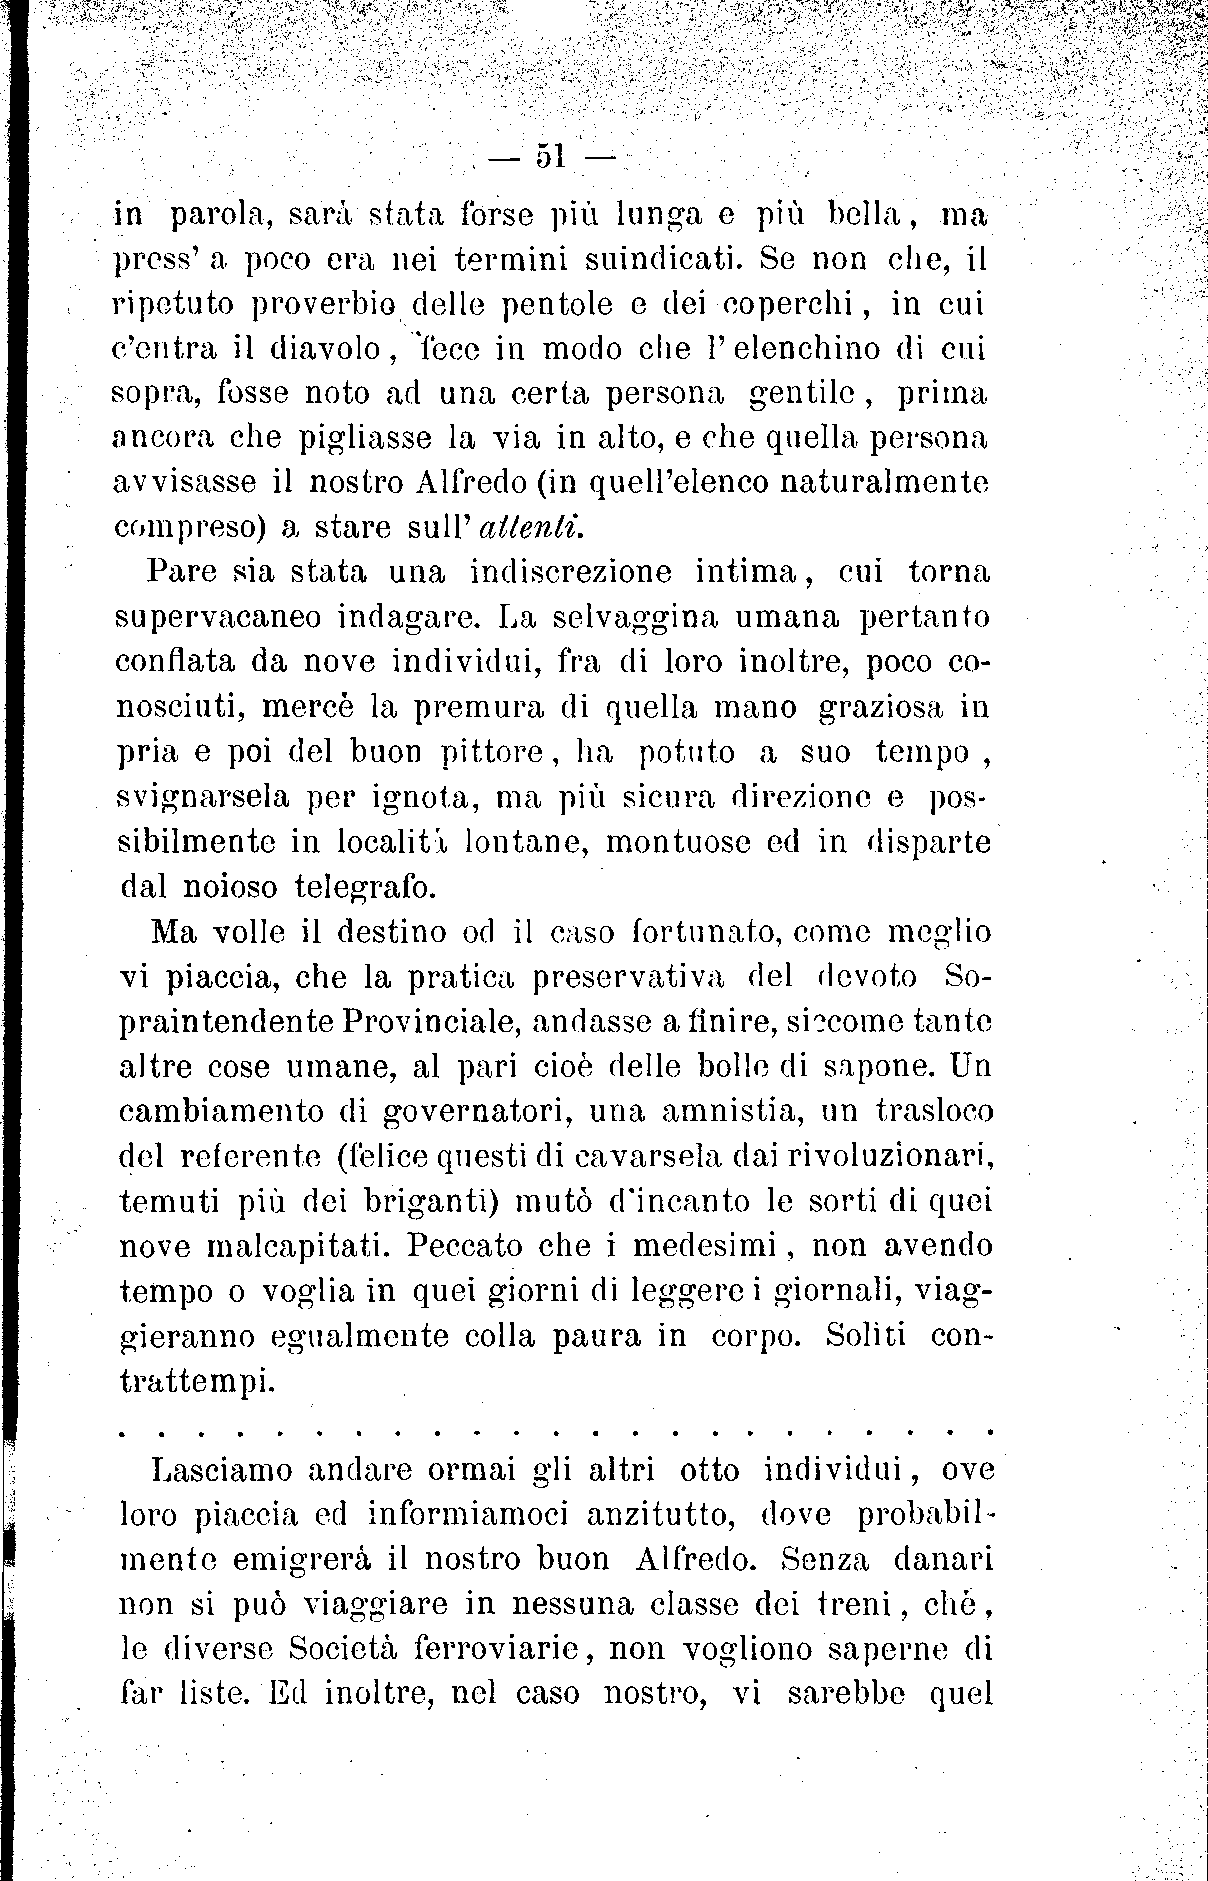 — 51 —
in parola, sarà stata forse più lunga e più bella, ma
press' a poco era nei termini suindicati. Se non che, il
ripetuto proverbio delle pentole e dei coperchi, in cui
c'entra il diavolo, fece in modo che l' elenchino di cui
sopra, fosse noto ad una certa persona gentile, prima
ancora che pigliasse la via in alto, e che quella persona
avvisasse il nostro Alfredo (in quell'elenco naturalmente
compreso) a stare sull' attenti.
Pare sia stata una indiscrezione intima, cui torna
supervacaneo indagare. La selvaggina umana pertanto
conflata da nove individui, fra di loro inoltre, poco co-
nosciuti, mercè la premura di quella mano graziosa in
pria e poi del buon pittore, ha potuto a suo tempo,
svignarsela per ignota, ma più sicura direzione e pos-
sibilmente in località lontane, montuose ed in disparte
dal noioso telegrafo.
Ma volle il destino od il caso fortunato, come meglio
vi piaccia, che la pratica preservativa del devoto So-
praintendente Provinciale, andasse a finire, siccome tante
altre cose umane, al pari cioè delle bolle di sapone. Un
cambiamento di governatori, una amnistia, un trasloco
del referente (felice questi di cavarsela dai rivoluzionari,
temuti più dei briganti) mutò d'incanto le sorti di quei
nove malcapitati. Peccato che i medesimi, non avendo
tempo o voglia in quei giorni di leggere i giornali, viag-
gieranno egualmente colla paura in corpo. Soliti con-
trattempi.
. . . . . . . . . . . . . . . . . . . . . . .
Lasciamo andare ormai gli altri otto individui, ove
loro piaccia ed informiamoci anzitutto, dove probabil-
mente emigrerà il nostro buon Alfredo. Senza danari
non si può viaggiare in nessuna classe dei treni, chè,
le diverse Società ferroviarie, non vogliono saperne di
far liste. Ed inoltre, nel caso nostro, vi sarebbe quel